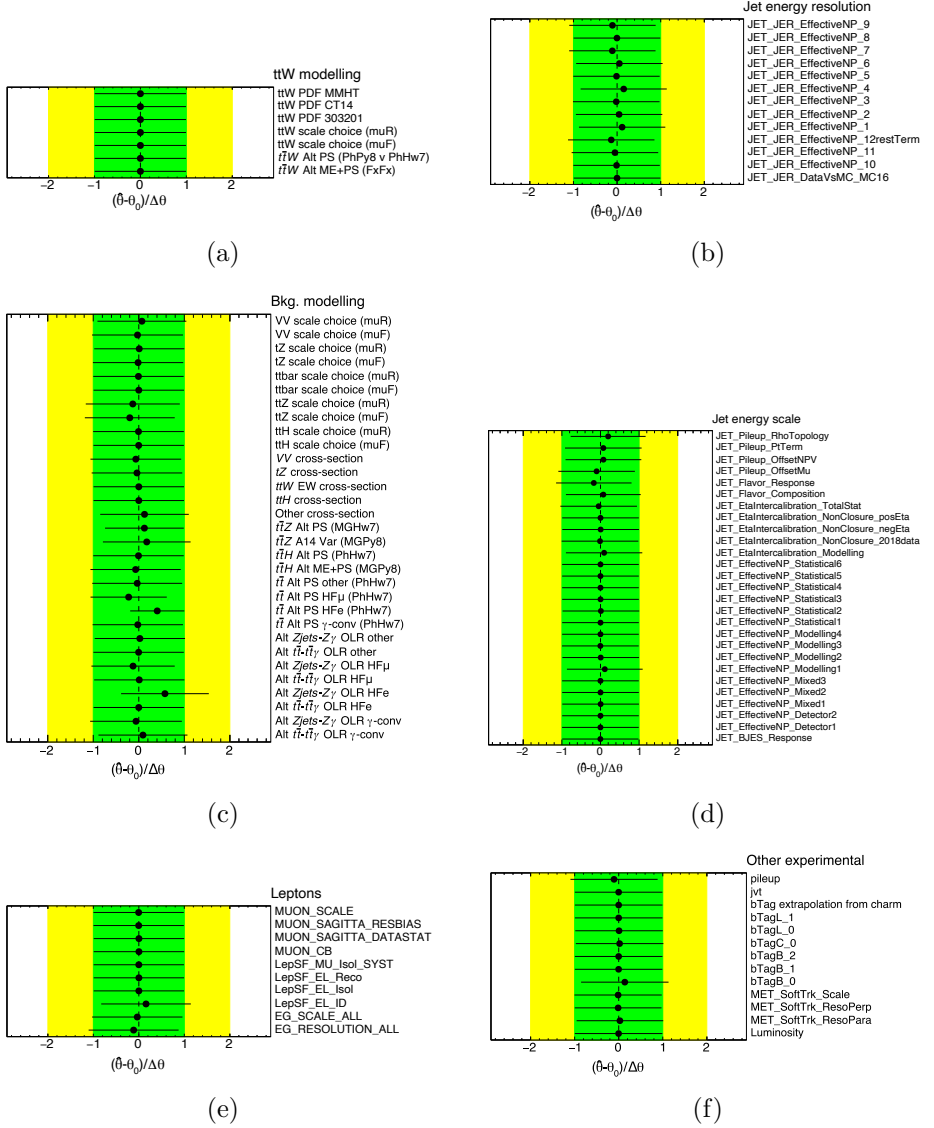 ttW modelling
ttW PDF MMHT
ttW PDF CT14
ttW PDF 303201
ttW scale choice (muR)
ttW scale choice (muF)
tt̄W Alt PS (PhPy8 v PhHw7)
tt̄W Alt ME+PS (FxFx)
−2 −1 0 1 2
(θ̂-θ₀)/Δθ
(a)
Jet energy resolution
JET_JER_EffectiveNP_9
JET_JER_EffectiveNP_8
JET_JER_EffectiveNP_7
JET_JER_EffectiveNP_6
JET_JER_EffectiveNP_5
JET_JER_EffectiveNP_4
JET_JER_EffectiveNP_3
JET_JER_EffectiveNP_2
JET_JER_EffectiveNP_1
JET_JER_EffectiveNP_12restTerm
JET_JER_EffectiveNP_11
JET_JER_EffectiveNP_10
JET_JER_DataVsMC_MC16
−2 −1 0 1 2
(θ̂-θ₀)/Δθ
(b)
Bkg. modelling
VV scale choice (muR)
VV scale choice (muF)
tZ scale choice (muR)
tZ scale choice (muF)
ttbar scale choice (muR)
ttbar scale choice (muF)
ttZ scale choice (muR)
ttZ scale choice (muF)
ttH scale choice (muR)
ttH scale choice (muF)
VV cross-section
tZ cross-section
ttW EW cross-section
ttH cross-section
Other cross-section
tt̄Z Alt PS (MGHw7)
tt̄Z A14 Var (MGPy8)
tt̄H Alt PS (PhHw7)
tt̄H Alt ME+PS (MGPy8)
tt̄ Alt PS other (PhHw7)
tt̄ Alt PS HFμ (PhHw7)
tt̄ Alt PS HFe (PhHw7)
tt̄ Alt PS γ-conv (PhHw7)
Alt Zjets-Zγ OLR other
Alt tt̄-tt̄γ OLR other
Alt Zjets-Zγ OLR HFμ
Alt tt̄-tt̄γ OLR HFμ
Alt Zjets-Zγ OLR HFe
Alt tt̄-tt̄γ OLR HFe
Alt Zjets-Zγ OLR γ-conv
Alt tt̄-tt̄γ OLR γ-conv
−2 −1 0 1 2
(θ̂-θ₀)/Δθ
(c)
Jet energy scale
JET_Pileup_RhoTopology
JET_Pileup_PtTerm
JET_Pileup_OffsetNPV
JET_Pileup_OffsetMu
JET_Flavor_Response
JET_Flavor_Composition
JET_EtaIntercalibration_TotalStat
JET_EtaIntercalibration_NonClosure_posEta
JET_EtaIntercalibration_NonClosure_negEta
JET_EtaIntercalibration_NonClosure_2018data
JET_EtaIntercalibration_Modelling
JET_EffectiveNP_Statistical6
JET_EffectiveNP_Statistical5
JET_EffectiveNP_Statistical4
JET_EffectiveNP_Statistical3
JET_EffectiveNP_Statistical2
JET_EffectiveNP_Statistical1
JET_EffectiveNP_Modelling4
JET_EffectiveNP_Modelling3
JET_EffectiveNP_Modelling2
JET_EffectiveNP_Modelling1
JET_EffectiveNP_Mixed3
JET_EffectiveNP_Mixed2
JET_EffectiveNP_Mixed1
JET_EffectiveNP_Detector2
JET_EffectiveNP_Detector1
JET_BJES_Response
−2 −1 0 1 2
(θ̂-θ₀)/Δθ
(d)
Leptons
MUON_SCALE
MUON_SAGITTA_RESBIAS
MUON_SAGITTA_DATASTAT
MUON_CB
LepSF_MU_Isol_SYST
LepSF_EL_Reco
LepSF_EL_Isol
LepSF_EL_ID
EG_SCALE_ALL
EG_RESOLUTION_ALL
−2 −1 0 1 2
(θ̂-θ₀)/Δθ
(e)
Other experimental
pileup
jvt
bTag extrapolation from charm
bTagL_1
bTagL_0
bTagC_0
bTagB_2
bTagB_1
bTagB_0
MET_SoftTrk_Scale
MET_SoftTrk_ResoPerp
MET_SoftTrk_ResoPara
Luminosity
−2 −1 0 1 2
(θ̂-θ₀)/Δθ
(f)